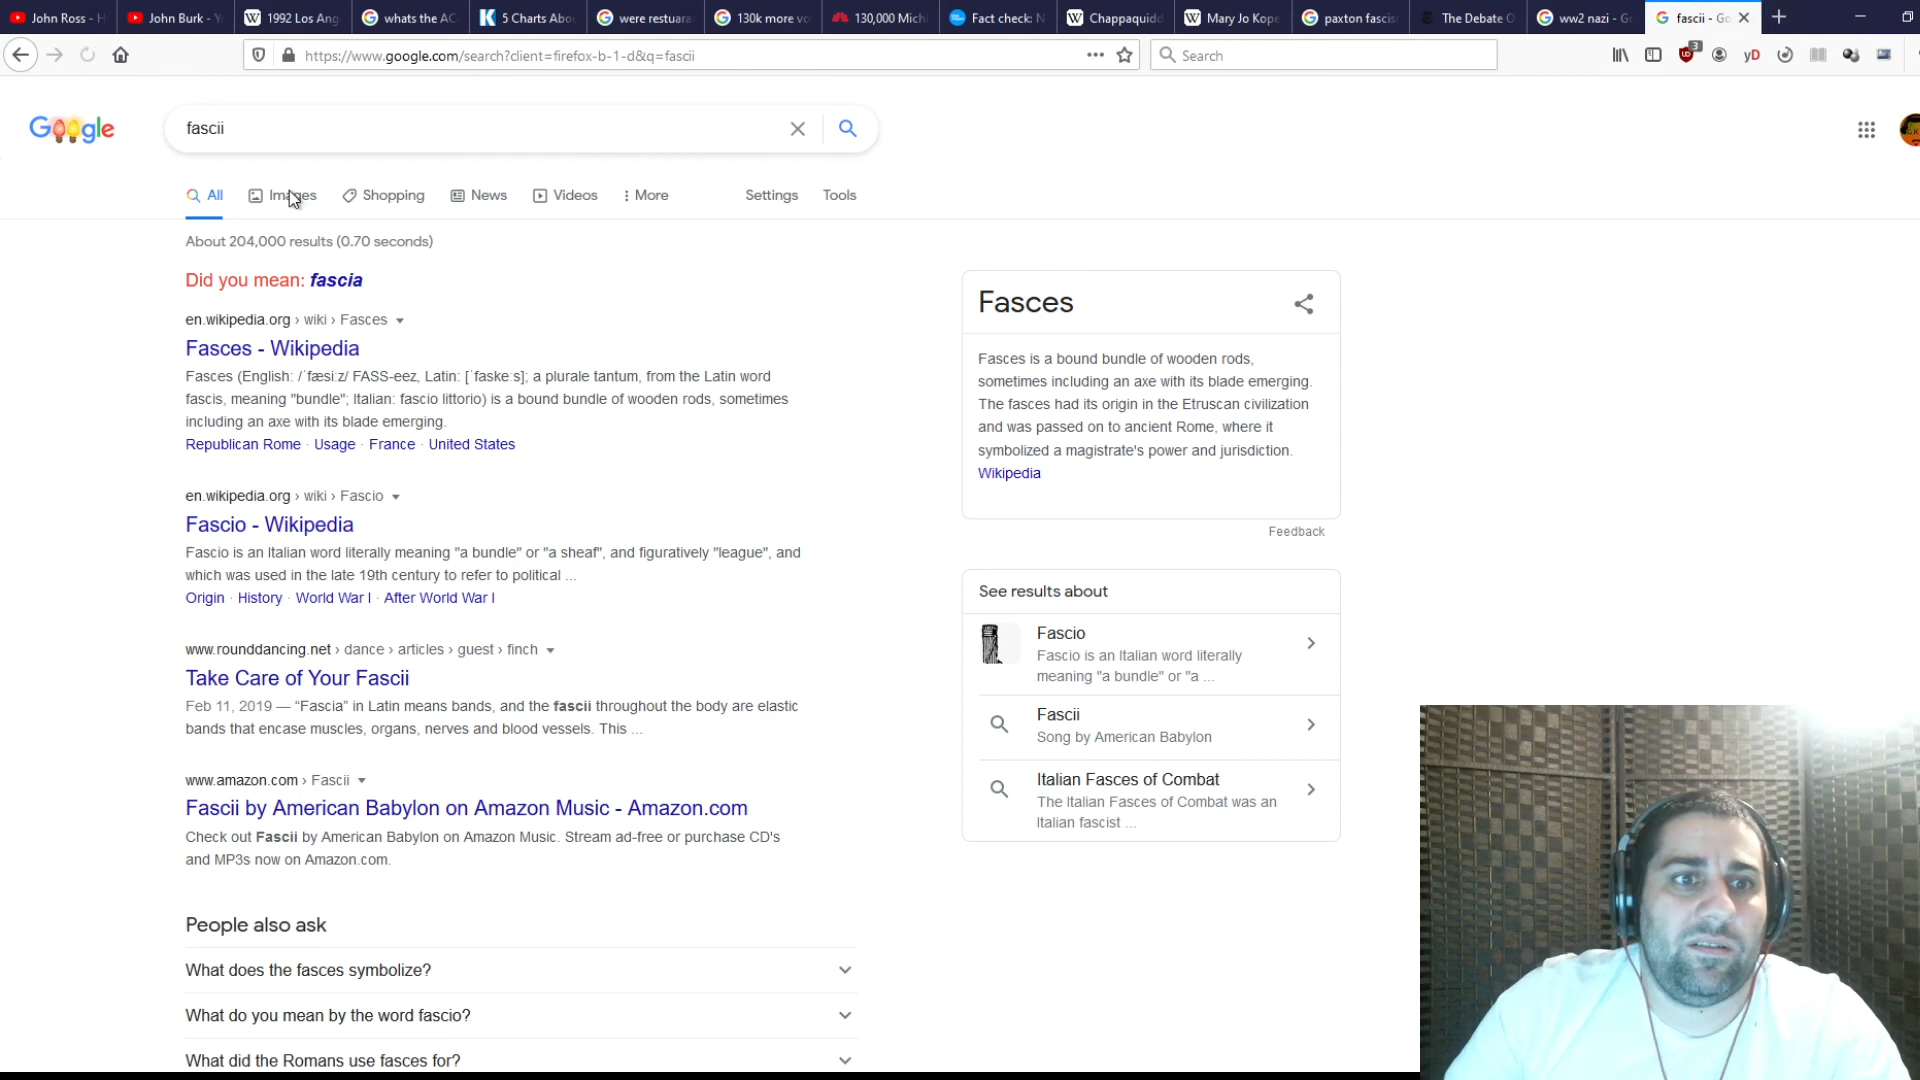 John Ross - H
John Burk - Y
1992 Los Ang
whats the AC
5 Charts Abo
were restuara
130k more vo
130,000 Mich
Fact check: N
Chappaquidd
Mary Jo Kope
paxton fascis
The Debate O
ww2 nazi - Go
fascii - Go
https://www.google.com/search?client=firefox-b-1-d&q=fascii
Search
3
yD
Google
fascii
All
Images
Shopping
News
Videos
More
Settings
Tools
About 204,000 results (0.70 seconds)
Did you mean: fascia
en.wikipedia.org › wiki › Fasces
Fasces - Wikipedia
Fasces (English: /ˈfæsiːz/ FASS-eez, Latin: [ˈfaskeːs]; a plurale tantum, from the Latin word
fascis, meaning "bundle"; Italian: fascio littorio) is a bound bundle of wooden rods, sometimes
including an axe with its blade emerging.
Republican Rome · Usage · France · United States
en.wikipedia.org › wiki › Fascio
Fascio - Wikipedia
Fascio is an Italian word literally meaning "a bundle" or "a sheaf", and figuratively "league", and
which was used in the late 19th century to refer to political ...
Origin · History · World War I · After World War I
www.rounddancing.net › dance › articles › guest › finch
Take Care of Your Fascii
Feb 11, 2019 — “Fascia” in Latin means bands, and the fascii throughout the body are elastic
bands that encase muscles, organs, nerves and blood vessels. This ...
www.amazon.com › Fascii
Fascii by American Babylon on Amazon Music - Amazon.com
Check out Fascii by American Babylon on Amazon Music. Stream ad-free or purchase CD's
and MP3s now on Amazon.com.
People also ask
What does the fasces symbolize?
What do you mean by the word fascio?
What did the Romans use fasces for?
Fasces
Fasces is a bound bundle of wooden rods,
sometimes including an axe with its blade emerging.
The fasces had its origin in the Etruscan civilization
and was passed on to ancient Rome, where it
symbolized a magistrate's power and jurisdiction.
Wikipedia
Feedback
See results about
Fascio
Fascio is an Italian word literally
meaning "a bundle" or "a ...
Fascii
Song by American Babylon
Italian Fasces of Combat
The Italian Fasces of Combat was an
Italian fascist ...